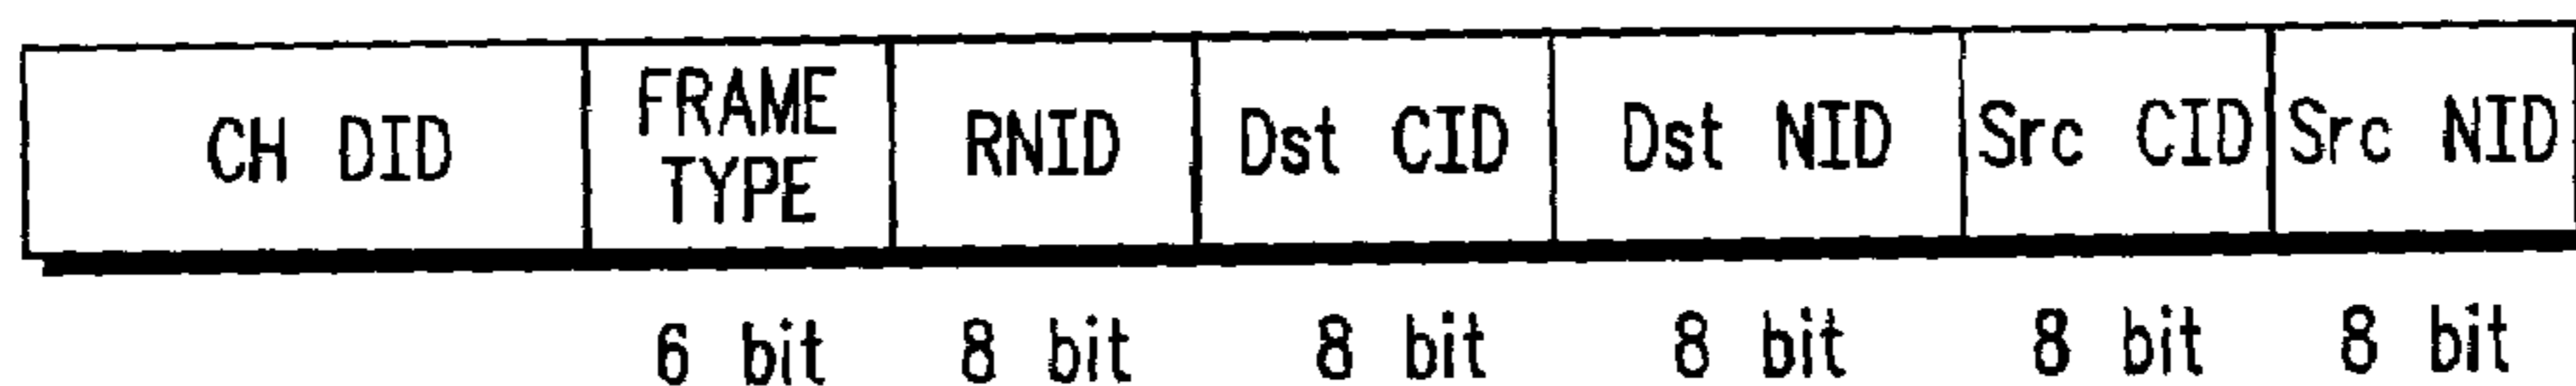 CH DID FRAME TYPE RNID Dst CID Dst NID Src CID Src NID
6 bit 8 bit 8 bit 8 bit 8 bit 8 bit